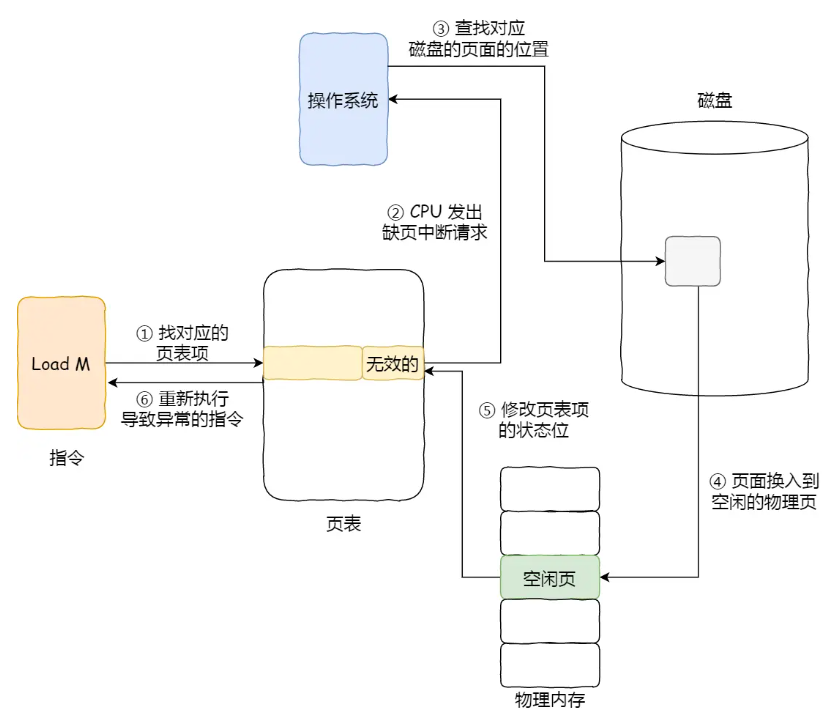 ③ 查找对应
磁盘的页面的位置
操作系统
磁盘
② CPU 发出
缺页中断请求
① 找对应的
页表项
Load M
无效的
⑥ 重新执行
导致异常的指令
指令
页表
⑤ 修改页表项
的状态位
④ 页面换入到
空闲的物理页
空闲页
物理内存